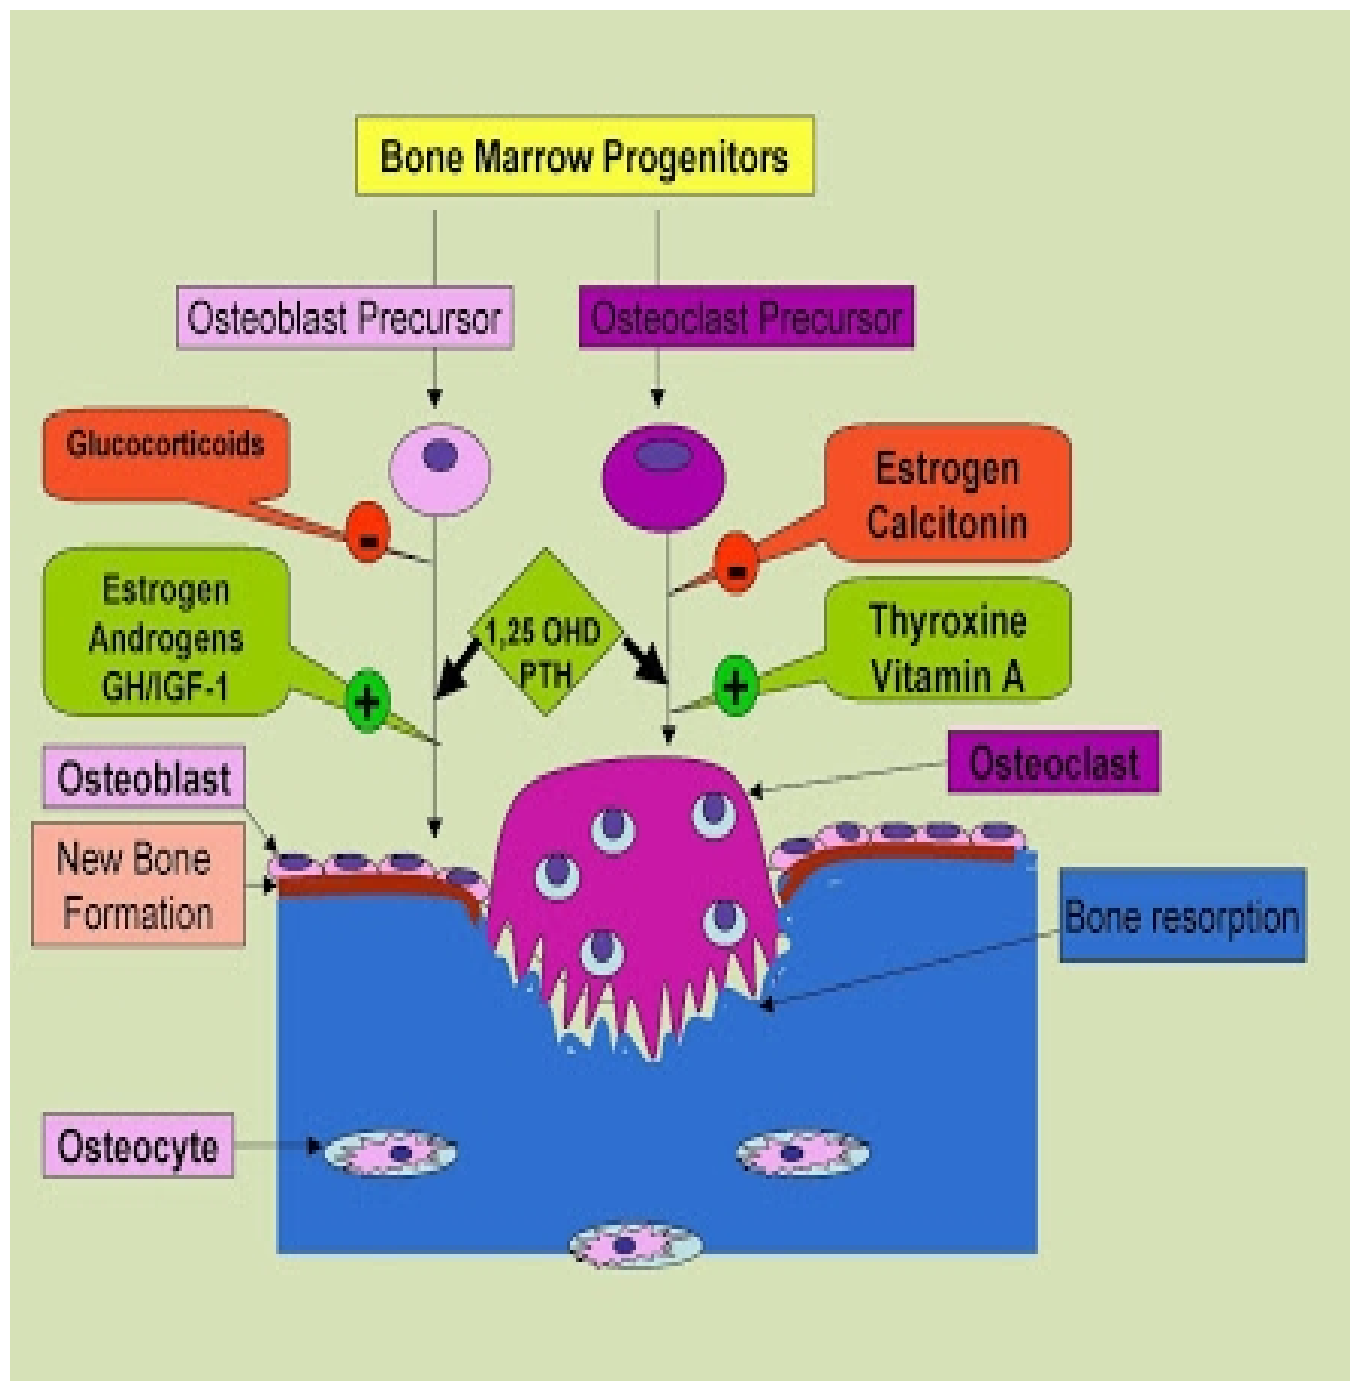 Bone Marrow Progenitors
Osteoblast Precursor
Osteoclast Precursor
Glucocorticoids
-
Estrogen
Calcitonin
-
Estrogen
Androgens
GH/IGF-1
+
1,25 OHD
PTH
Thyroxine
Vitamin A
+
Osteoblast
Osteoclast
New Bone
Formation
Bone resorption
Osteocyte